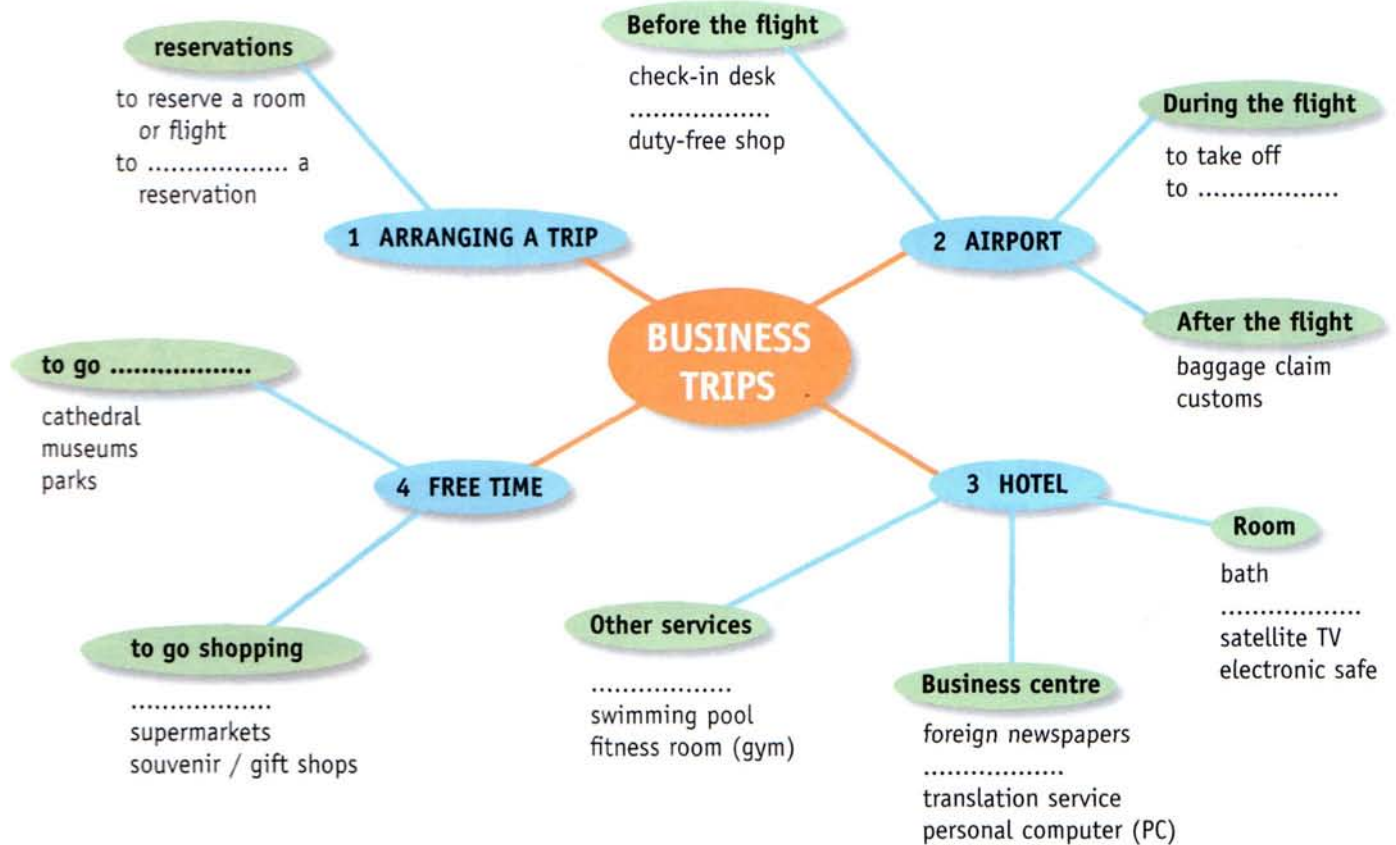 reservations
to reserve a room
or flight
to .................. a
reservation
1 ARRANGING A TRIP
Before the flight
check-in desk
..................
duty-free shop
During the flight
to take off
to ..................
2 AIRPORT
After the flight
baggage claim
customs
BUSINESS
TRIPS
to go ..................
cathedral
museums
parks
4 FREE TIME
to go shopping
..................
supermarkets
souvenir / gift shops
3 HOTEL
Other services
..................
swimming pool
fitness room (gym)
Business centre
foreign newspapers
..................
translation service
personal computer (PC)
Room
bath
..................
satellite TV
electronic safe